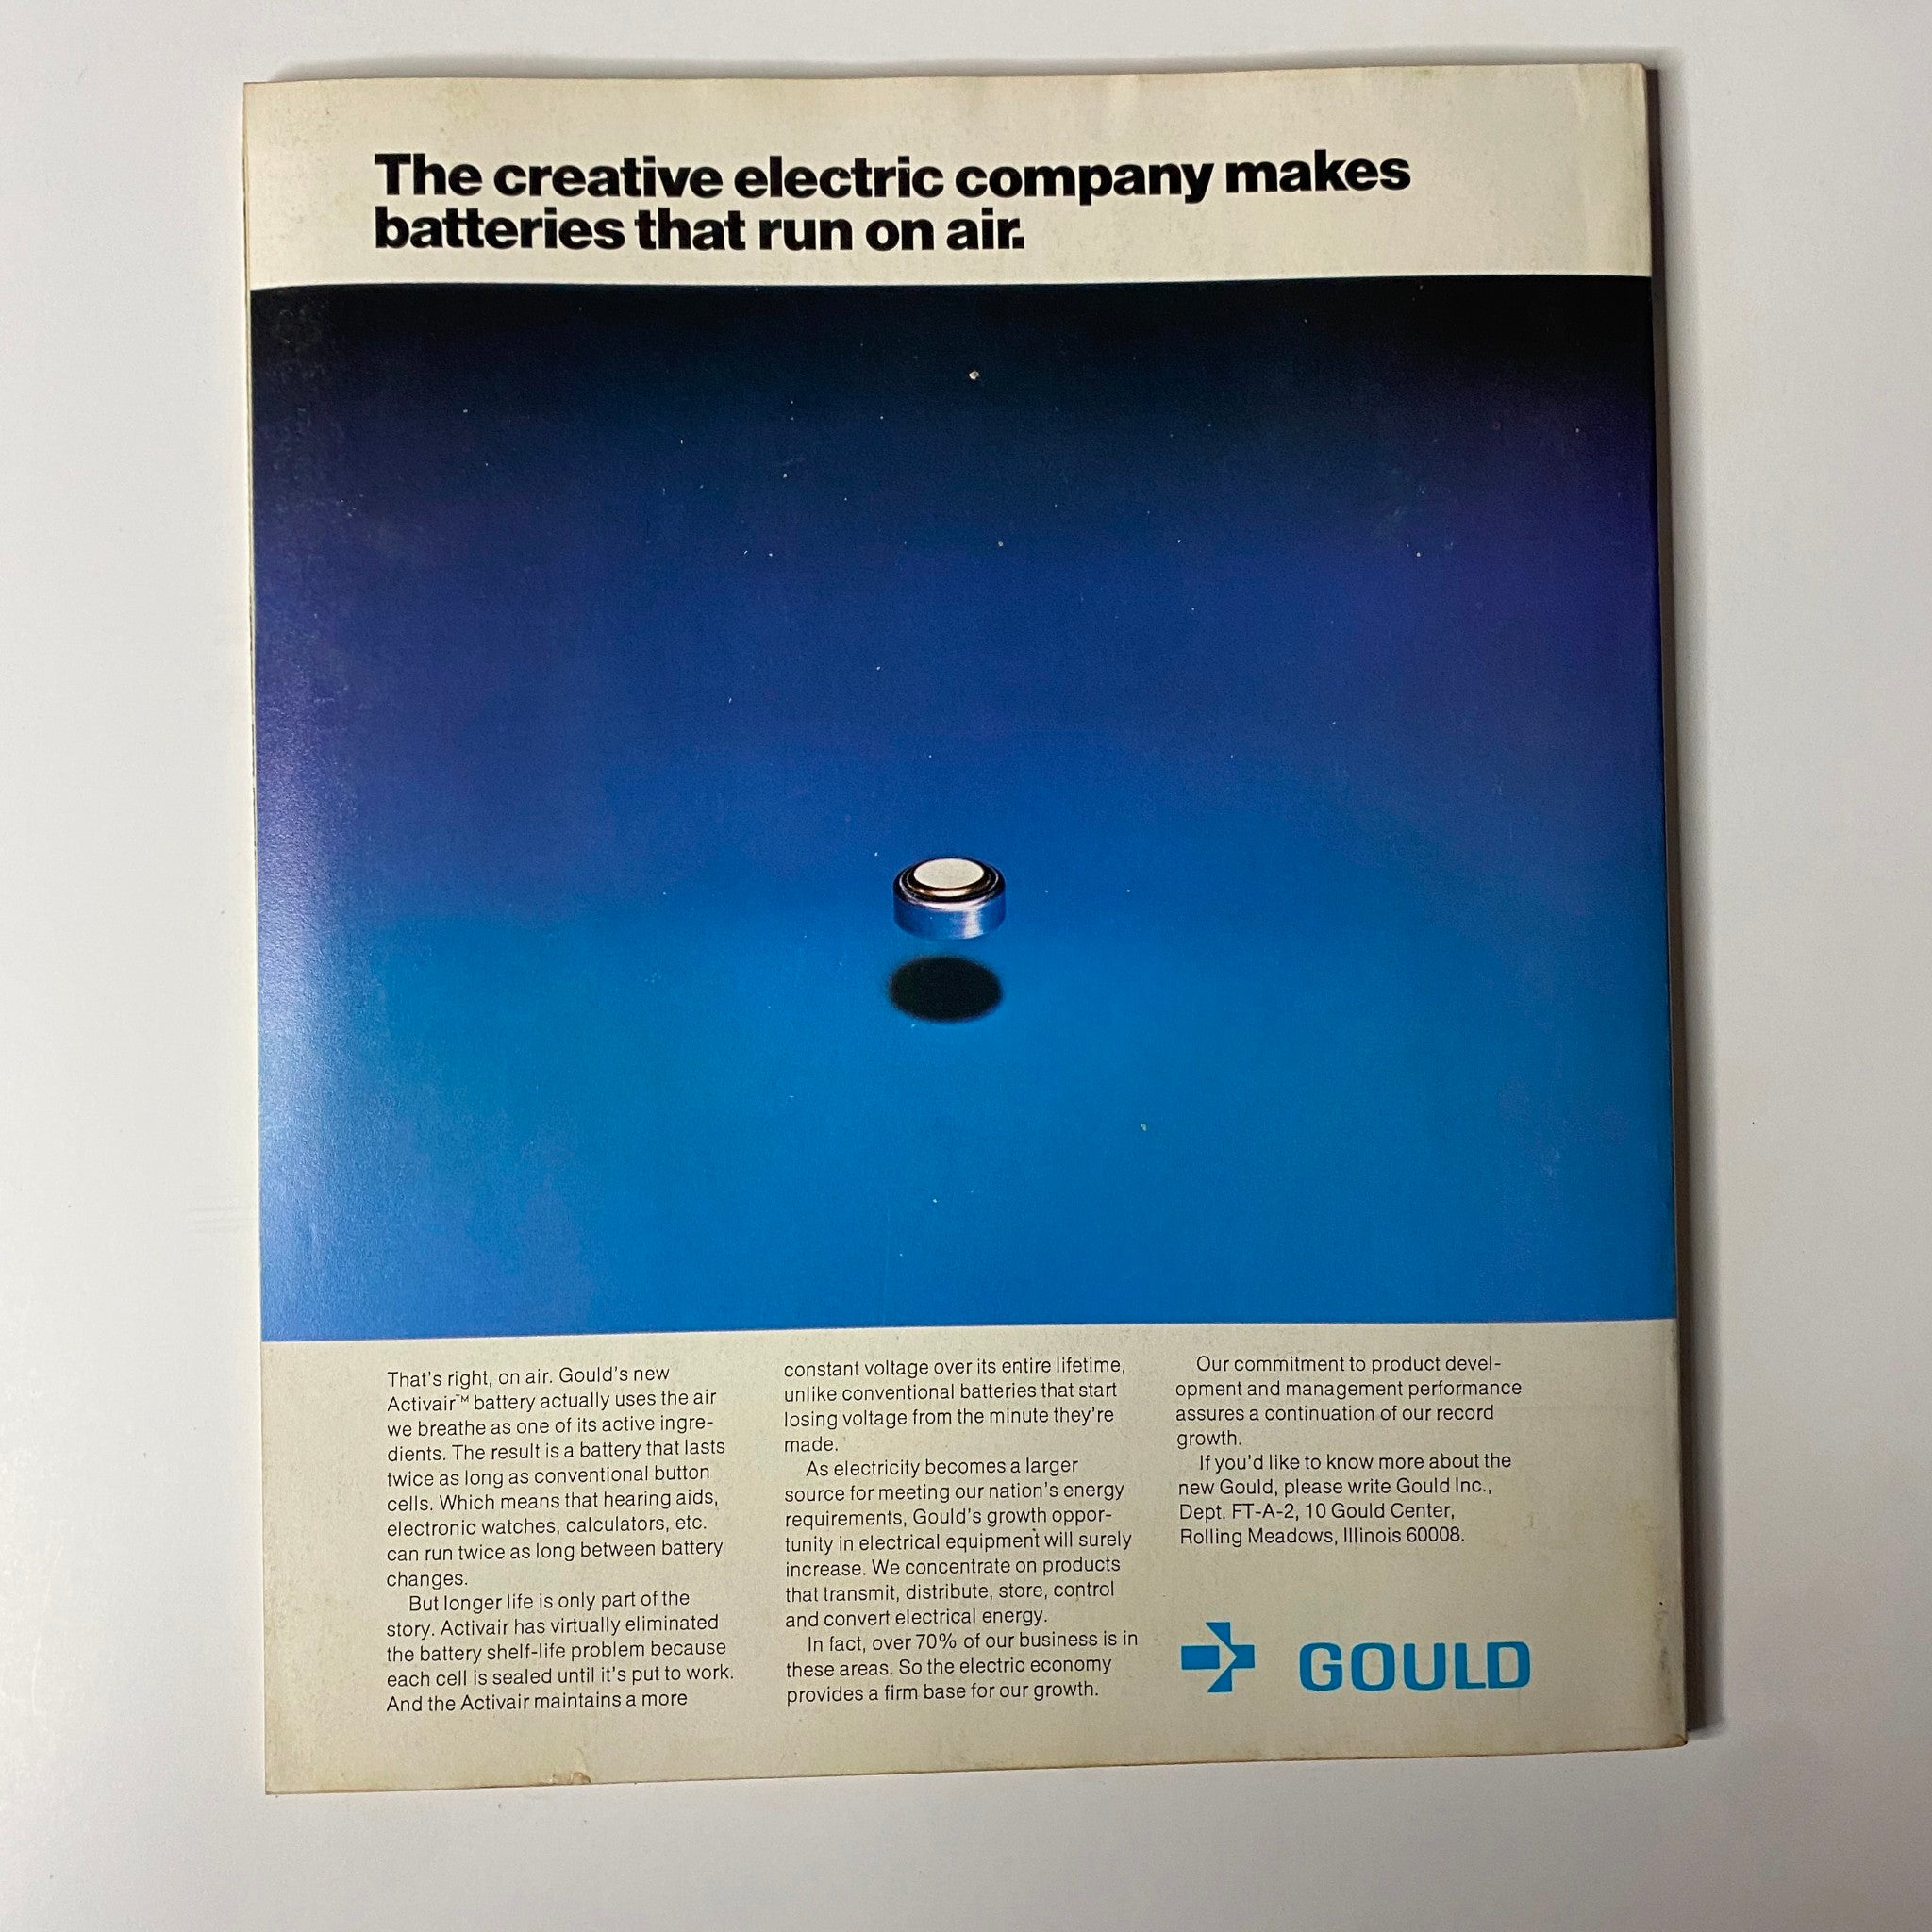 The creative electric company makes
batteries that run on air.
That's right, on air. Gould's new
Activair™ battery actually uses the air
we breathe as one of its active ingre-
dients. The result is a battery that lasts
twice as long as conventional button
cells. Which means that hearing aids,
electronic watches, calculators, etc.
can run twice as long between battery
changes.
But longer life is only part of the
story. Activair has virtually eliminated
the battery shelf-life problem because
each cell is sealed until it's put to work.
And the Activair maintains a more
constant voltage over its entire lifetime,
unlike conventional batteries that start
losing voltage from the minute they're
made.
As electricity becomes a larger
source for meeting our nation's energy
requirements, Gould's growth oppor-
tunity in electrical equipment will surely
increase. We concentrate on products
that transmit, distribute, store, control
and convert electrical energy.
In fact, over 70% of our business is in
these areas. So the electric economy
provides a firm base for our growth.
Our commitment to product devel-
opment and management performance
assures a continuation of our record
growth.
If you'd like to know more about the
new Gould, please write Gould Inc.,
Dept. FT-A-2, 10 Gould Center,
Rolling Meadows, Illinois 60008.
GOULD